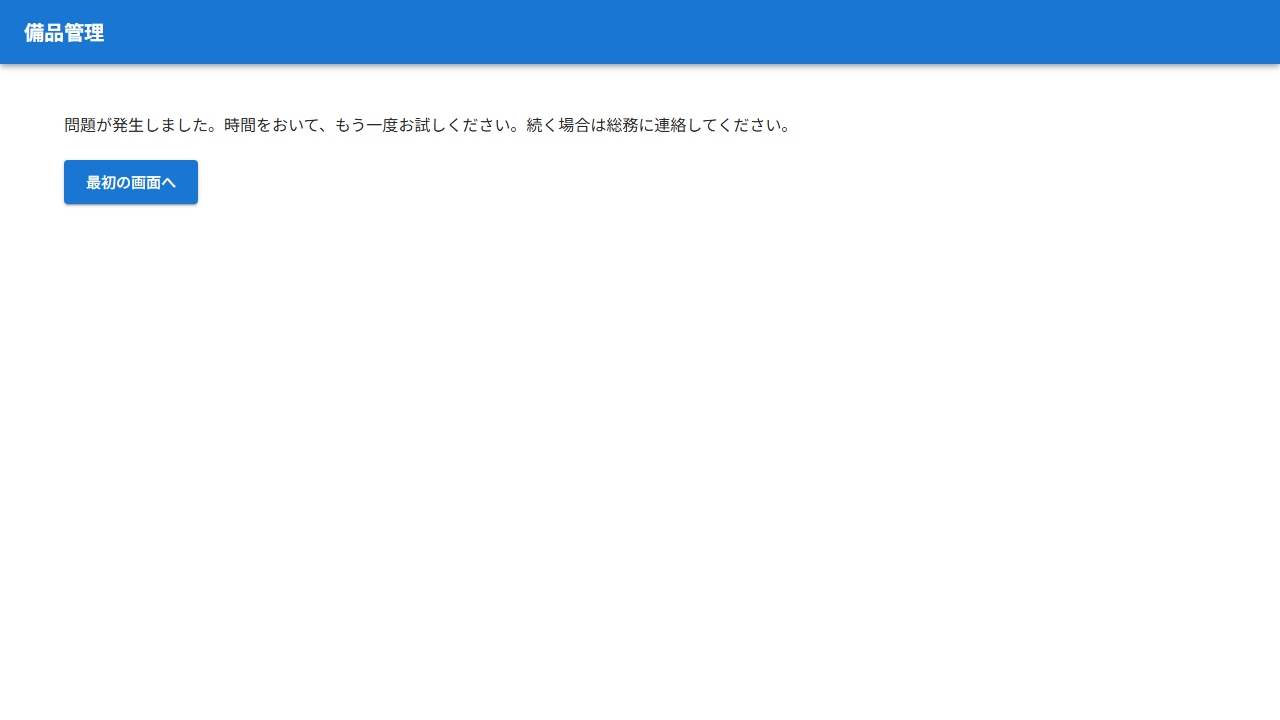 備品管理
問題が発生しました。時間をおいて、もう一度お試しください。続く場合は総務に連絡してください。
最初の画面へ